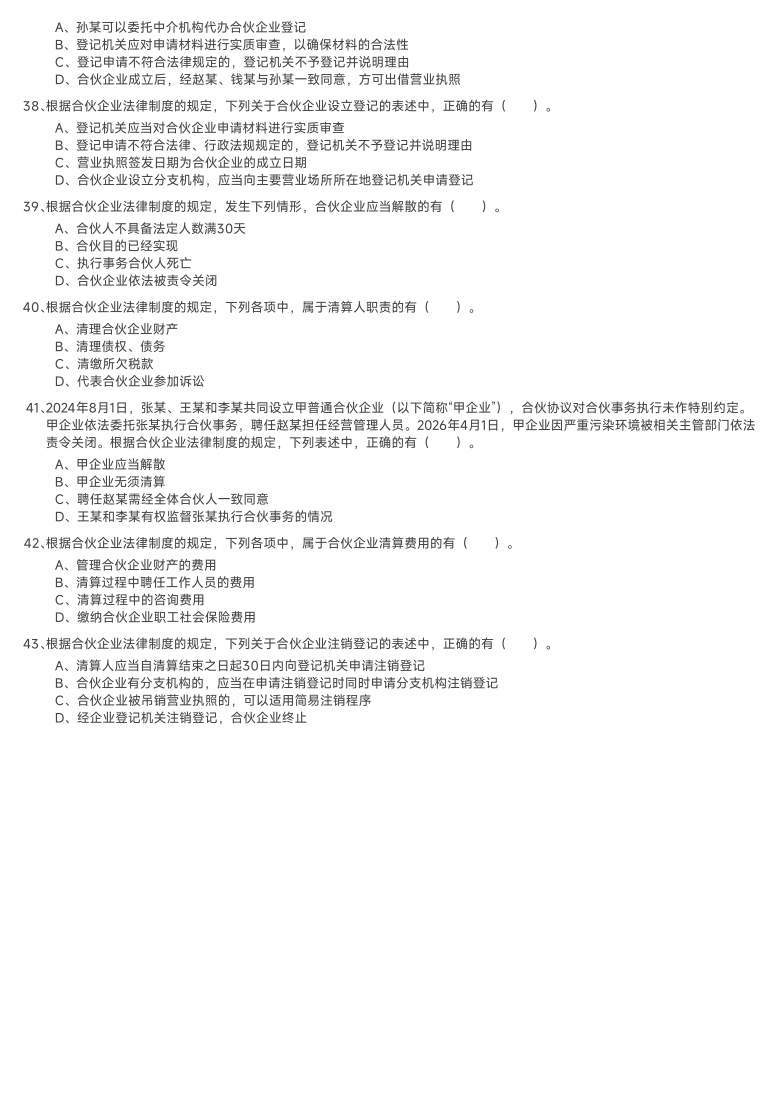 A、孙某可以委托中介机构代办合伙企业登记
B、登记机关应对申请材料进行实质审查，以确保材料的合法性
C、登记申请不符合法律规定的，登记机关不予登记并说明理由
D、合伙企业成立后，经赵某、钱某与孙某一致同意，方可出借营业执照
38、根据合伙企业法律制度的规定，下列关于合伙企业设立登记的表述中，正确的有（　　）。
A、登记机关应当对合伙企业申请材料进行实质审查
B、登记申请不符合法律、行政法规规定的，登记机关不予登记并说明理由
C、营业执照签发日期为合伙企业的成立日期
D、合伙企业设立分支机构，应当向主要营业场所所在地登记机关申请登记
39、根据合伙企业法律制度的规定，发生下列情形，合伙企业应当解散的有（　　）。
A、合伙人不具备法定人数满30天
B、合伙目的已经实现
C、执行事务合伙人死亡
D、合伙企业依法被责令关闭
40、根据合伙企业法律制度的规定，下列各项中，属于清算人职责的有（　　）。
A、清理合伙企业财产
B、清理债权、债务
C、清缴所欠税款
D、代表合伙企业参加诉讼
41、2024年8月1日，张某、王某和李某共同设立甲普通合伙企业（以下简称“甲企业”），合伙协议对合伙事务执行未作特别约定。
甲企业依法委托张某执行合伙事务，聘任赵某担任经营管理人员。2026年4月1日，甲企业因严重污染环境被相关主管部门依法
责令关闭。根据合伙企业法律制度的规定，下列表述中，正确的有（　　）。
A、甲企业应当解散
B、甲企业无须清算
C、聘任赵某需经全体合伙人一致同意
D、王某和李某有权监督张某执行合伙事务的情况
42、根据合伙企业法律制度的规定，下列各项中，属于合伙企业清算费用的有（　　）。
A、管理合伙企业财产的费用
B、清算过程中聘任工作人员的费用
C、清算过程中的咨询费用
D、缴纳合伙企业职工社会保险费用
43、根据合伙企业法律制度的规定，下列关于合伙企业注销登记的表述中，正确的有（　　）。
A、清算人应当自清算结束之日起30日内向登记机关申请注销登记
B、合伙企业有分支机构的，应当在申请注销登记时同时申请分支机构注销登记
C、合伙企业被吊销营业执照的，可以适用简易注销程序
D、经企业登记机关注销登记，合伙企业终止